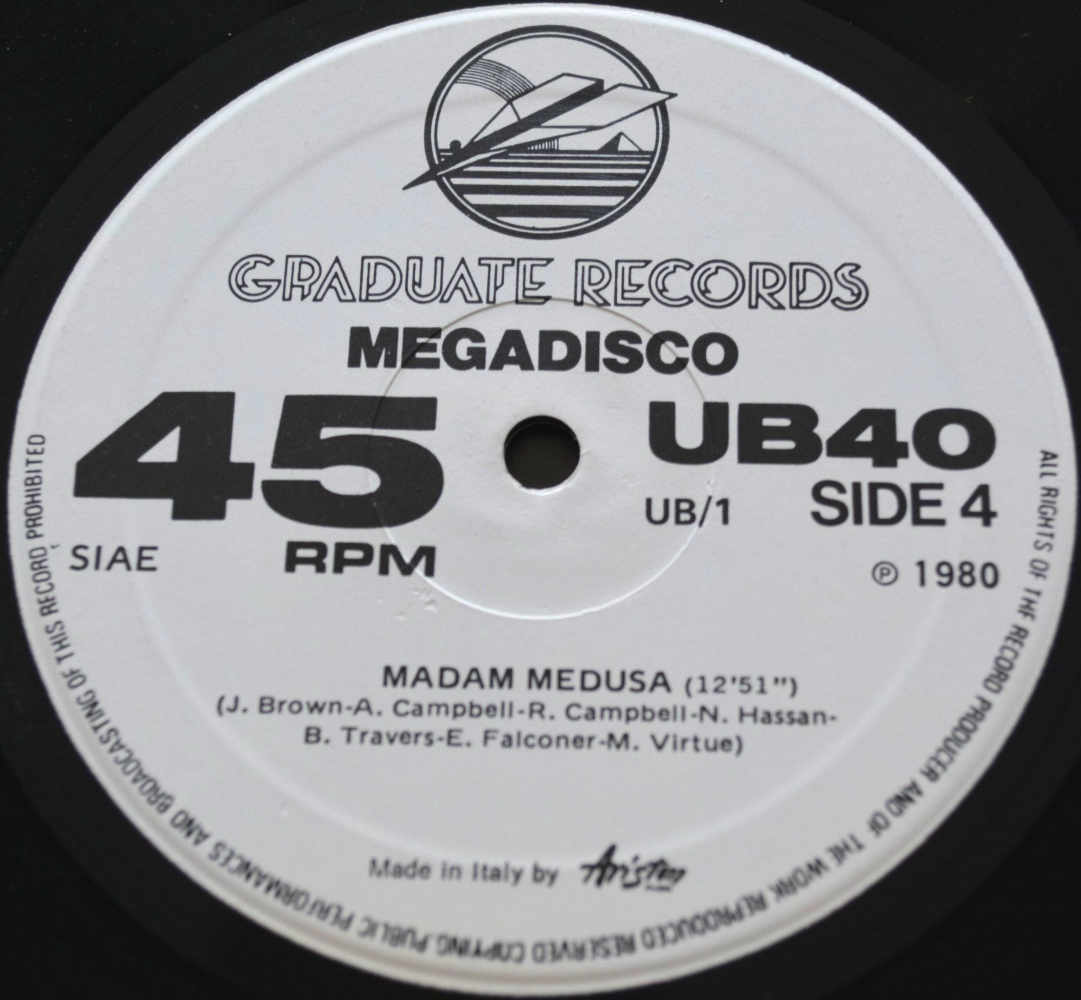 GRADUATE RECORDS
MEGADISCO
45
RPM
SIAE
UB40
UB/1 SIDE 4
℗ 1980
MADAM MEDUSA (12'51")
(J. Brown-A. Campbell-R. Campbell-N. Hassan-
B. Travers-E. Falconer-M. Virtue)
Made in Italy by Ariston
ALL RIGHTS OF THE RECORD PRODUCER AND OF THE WORK REPRODUCED RESERVED COPYING PUBLIC PERFORMANCES AND BROADCASTING OF THIS RECORD PROHIBITED